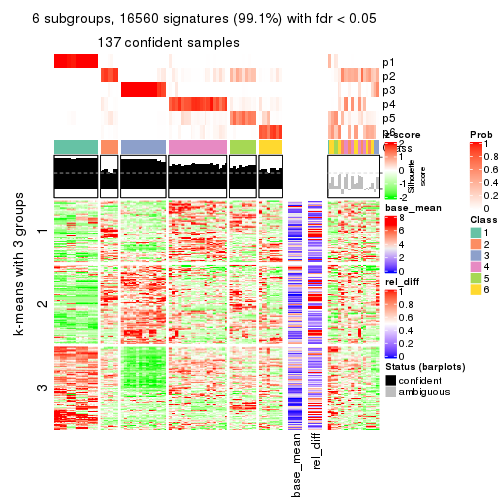 6 subgroups, 16560 signatures (99.1%) with fdr < 0.05
137 confident samples
p1
p2
p3
p4
p5
p6
Class
z-score
2
1
0
-1
-2
Silhouette
score
Prob
1
0.8
0.6
0.4
0.2
0
base_mean
8
6
4
2
0
Class
1
2
3
4
5
6
rel_diff
1
0.8
0.6
0.4
0.2
0
Status (barplots)
confident
ambiguous
k-means with 3 groups
1
2
3
base_mean
rel_diff